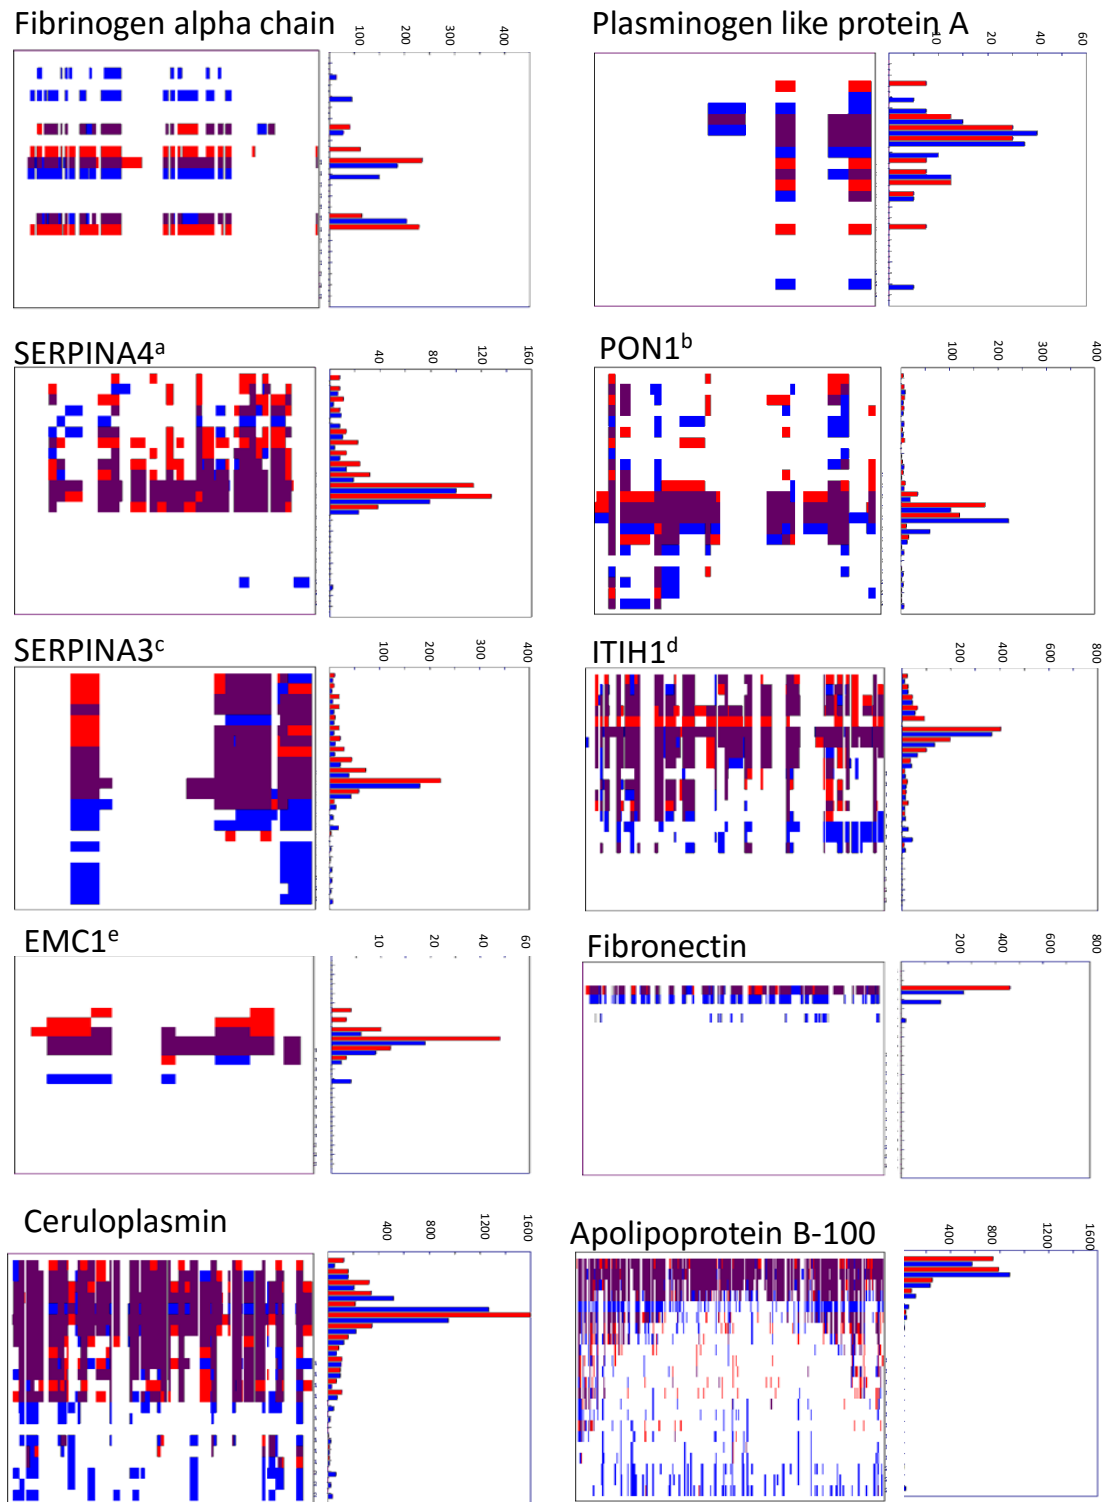 Fibrinogen alpha chain
100 200 300 400
Plasminogen like protein A
10 20 40 60
SERPINA4a
40 80 120 160
PON1b
100 200 300 400
SERPINA3c
100 200 300 400
ITIH1d
200 400 600 800
EMC1e
10 20 40 60
Fibronectin
200 400 600 800
Ceruloplasmin
400 800 1200 1600
Apolipoprotein B-100
400 800 1200 1600